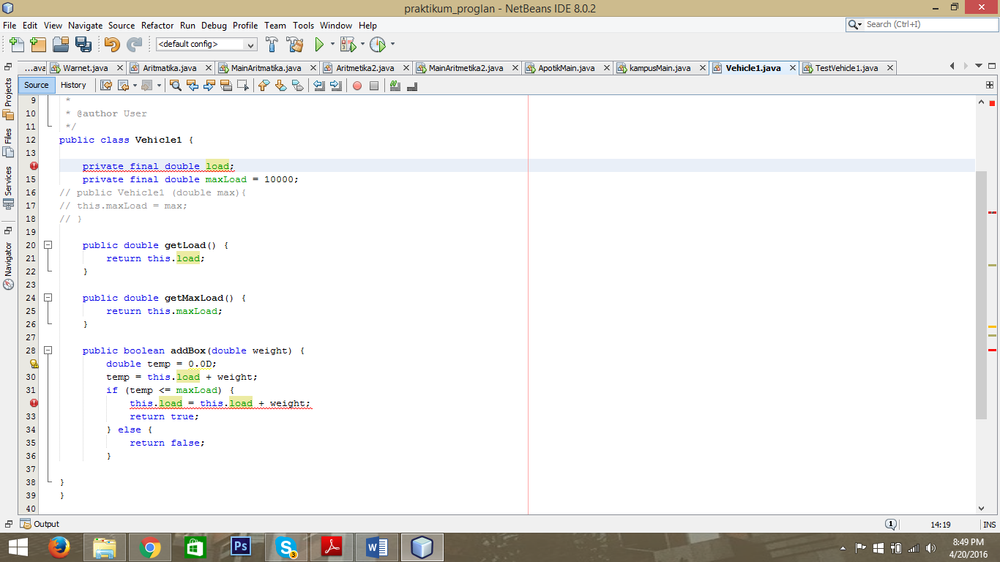 praktikum_proglan - NetBeans IDE 8.0.2
File Edit View Navigate Source Refactor Run Debug Profile Team Tools Window Help
Search (Ctrl+I)
<default config>
...ava Warnet.java Aritmatika.java MainAritmatika.java Aritmetika2.java MainAritmetika2.java ApotikMain.java kampusMain.java Vehicle1.java TestVehicle1.java
Projects
Files
Services
Navigator
Source History
9 *
10 * @author User
11 */
12 public class Vehicle1 {
13
private final double load;
15 private final double maxLoad = 10000;
16 // public Vehicle1 (double max){
17 // this.maxLoad = max;
18 // }
19
20 public double getLoad() {
21 return this.load;
22 }
23
24 public double getMaxLoad() {
25 return this.maxLoad;
26 }
27
28 public boolean addBox(double weight) {
double temp = 0.0D;
30 temp = this.load + weight;
31 if (temp <= maxLoad) {
this.load = this.load + weight;
33 return true;
34 } else {
35 return false;
36 }
37
38 }
39 }
40
Output
1
14:19 INS
Ps
S 3
W
8:49 PM
4/20/2016